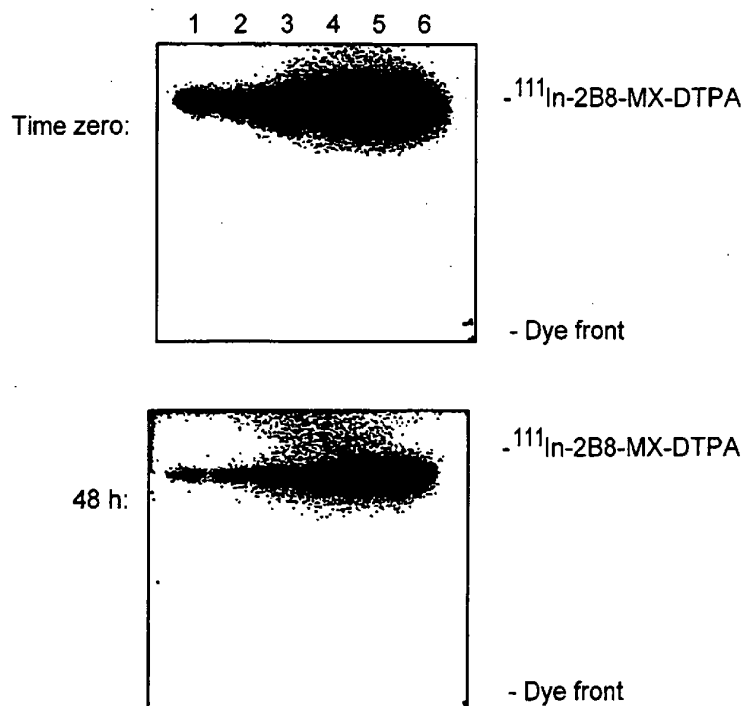 1 2 3 4 5 6
Time zero:
- ¹¹¹In-2B8-MX-DTPA
- Dye front
48 h:
- ¹¹¹In-2B8-MX-DTPA
- Dye front